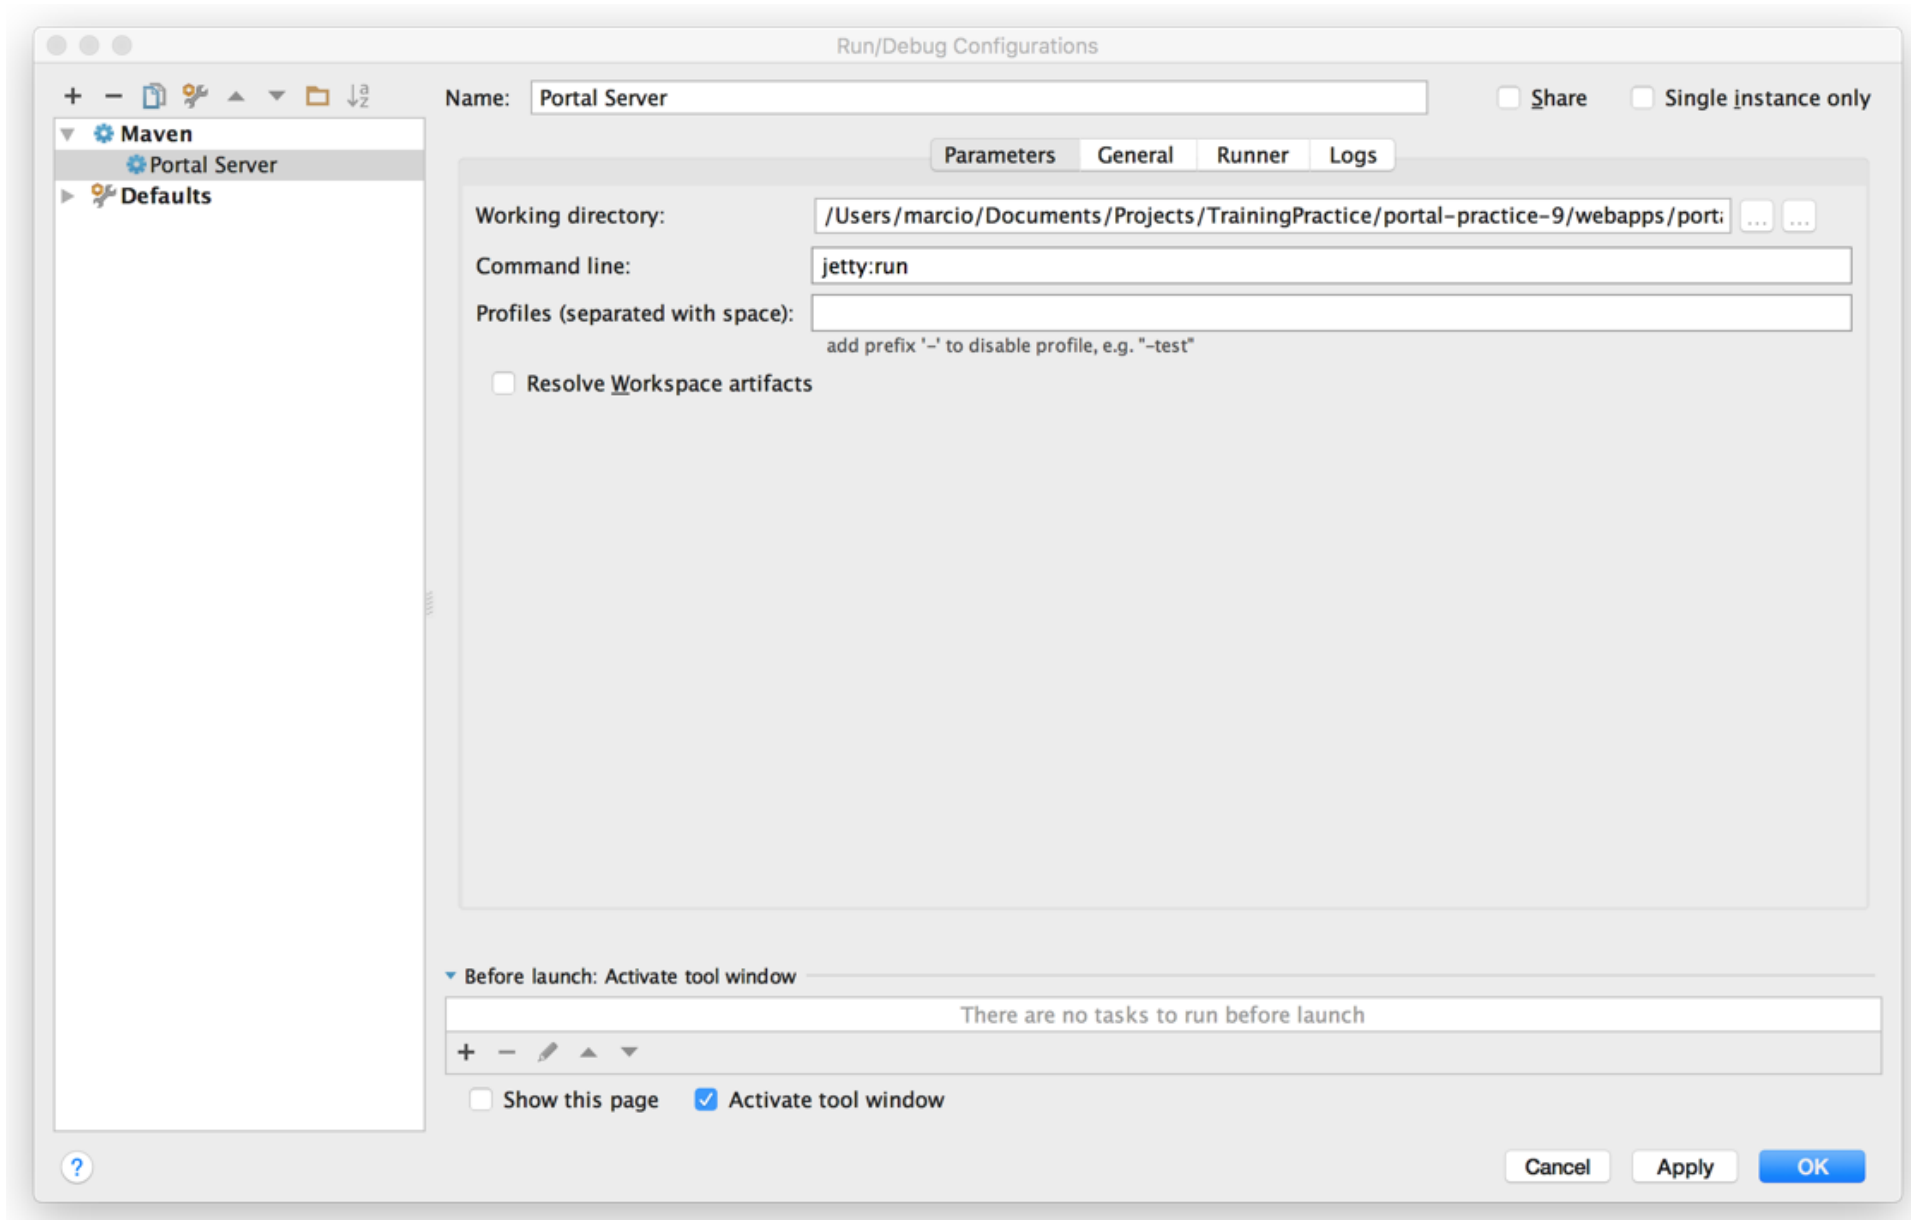 Run/Debug Configurations
Name: Portal Server Share Single instance only
Maven
Portal Server
Defaults
Parameters General Runner Logs
Working directory: /Users/marcio/Documents/Projects/TrainingPractice/portal-practice-9/webapps/porta ... ...
Command line: jetty:run
Profiles (separated with space):
add prefix '-' to disable profile, e.g. "-test"
Resolve Workspace artifacts
Before launch: Activate tool window
There are no tasks to run before launch
Show this page Activate tool window
? Cancel Apply OK